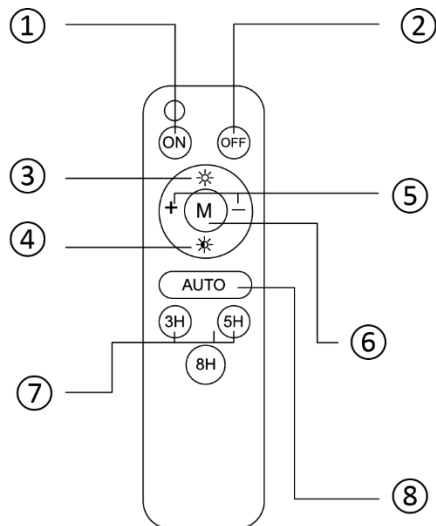 ① ②
ON OFF
③
+ M − ⑤
④
AUTO
3H 5H ⑥
⑦ 8H
⑧